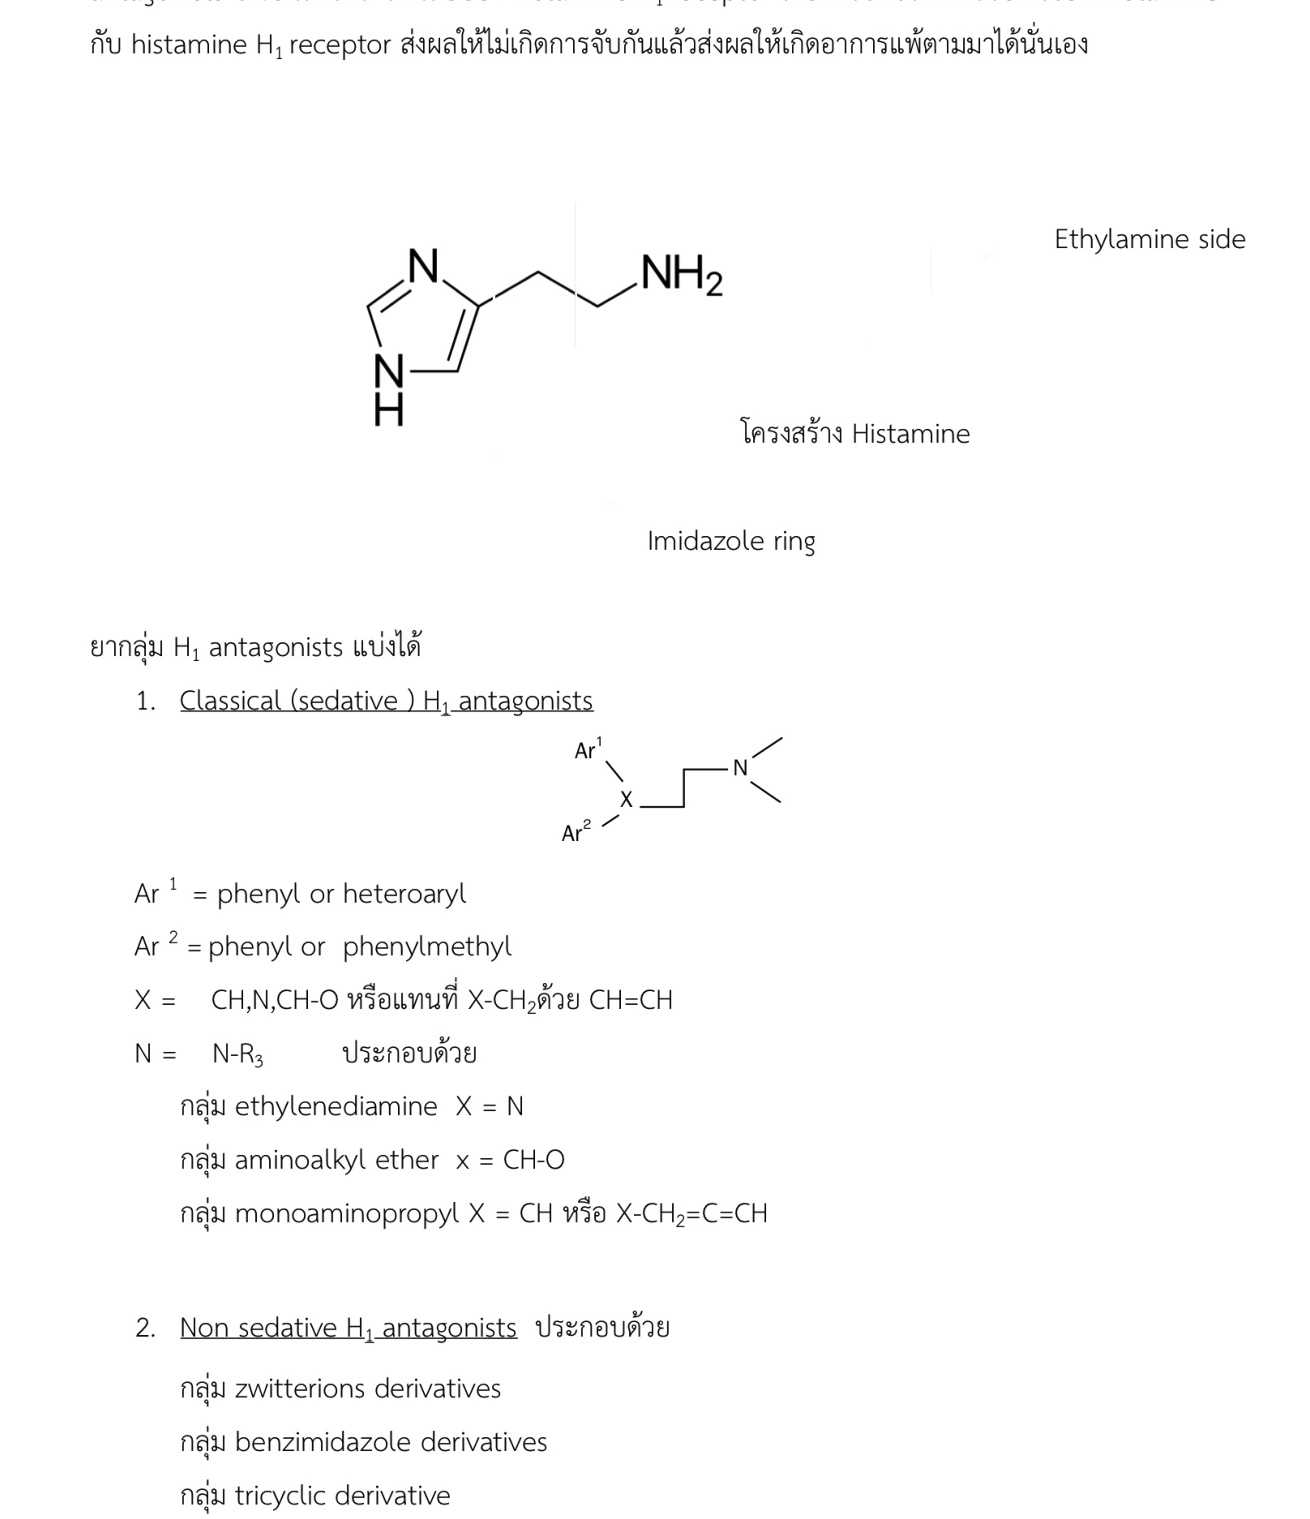 กับ histamine H₁ receptor ส่งผลให้ไม่เกิดการจับกันแล้วส่งผลให้เกิดอาการแพ้ตามมาได้นั่นเอง
Ethylamine side
N
NH₂
N
H
โครงสร้าง Histamine
Imidazole ring
ยากลุ่ม H₁ antagonists แบ่งได้
1. Classical (sedative ) H₁ antagonists
Ar¹
N
X
Ar²
Ar ¹ = phenyl or heteroaryl
Ar ² = phenyl or phenylmethyl
X = CH,N,CH-O หรือแทนที่ X-CH₂ด้วย CH=CH
N = N-R₃ ประกอบด้วย
กลุ่ม ethylenediamine X = N
กลุ่ม aminoalkyl ether x = CH-O
กลุ่ม monoaminopropyl X = CH หรือ X-CH₂=C=CH
2. Non sedative H₁ antagonists ประกอบด้วย
กลุ่ม zwitterions derivatives
กลุ่ม benzimidazole derivatives
กลุ่ม tricyclic derivative